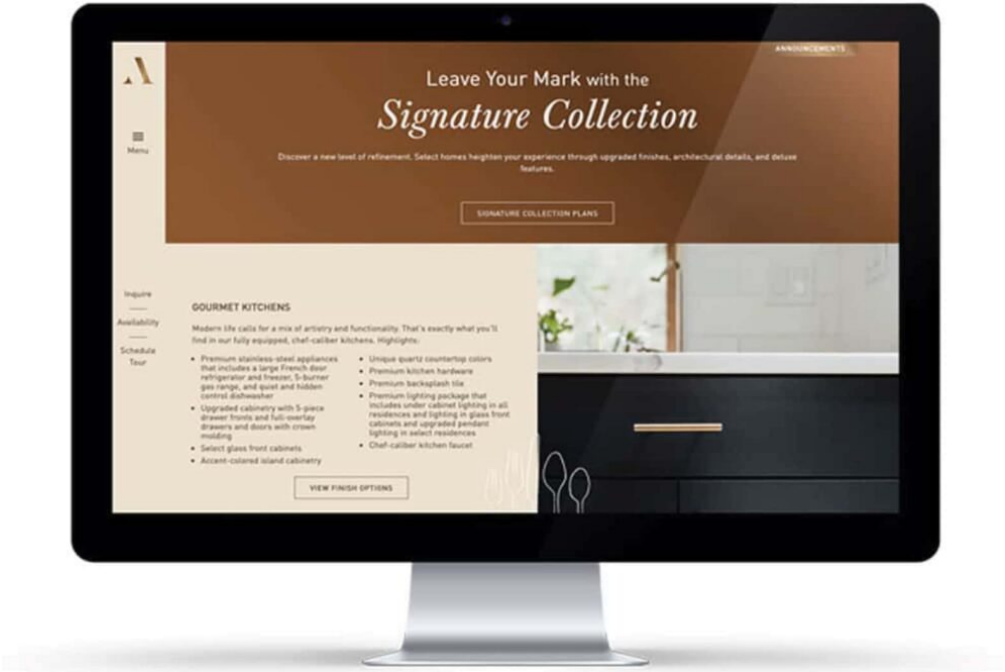 ANNOUNCEMENTS
A
Menu
Leave Your Mark with the
Signature Collection
Discover a new level of refinement. Select homes heighten your experience through upgraded finishes, architectural details, and deluxe
features.
SIGNATURE COLLECTION PLANS
Inquire
Availability
Schedule
Tour
GOURMET KITCHENS
Modern life calls for a mix of artistry and functionality. That's exactly what you'll
find in our fully equipped, chef-caliber kitchens. Highlights:
• Premium stainless-steel appliances
that includes a large French door
refrigerator and freezer, 5-burner
gas range, and quiet and hidden
control dishwasher
• Upgraded cabinetry with 5-piece
drawer fronts and full-overlay
drawers and doors with crown
molding
• Select glass front cabinets
• Accent-colored island cabinetry
• Unique quartz countertop colors
• Premium kitchen hardware
• Premium backsplash tile
• Premium lighting package that
includes under cabinet lighting in all
residences and lighting in glass front
cabinets and upgraded pendant
lighting in select residences
• Chef-caliber kitchen faucet
VIEW FINISH OPTIONS